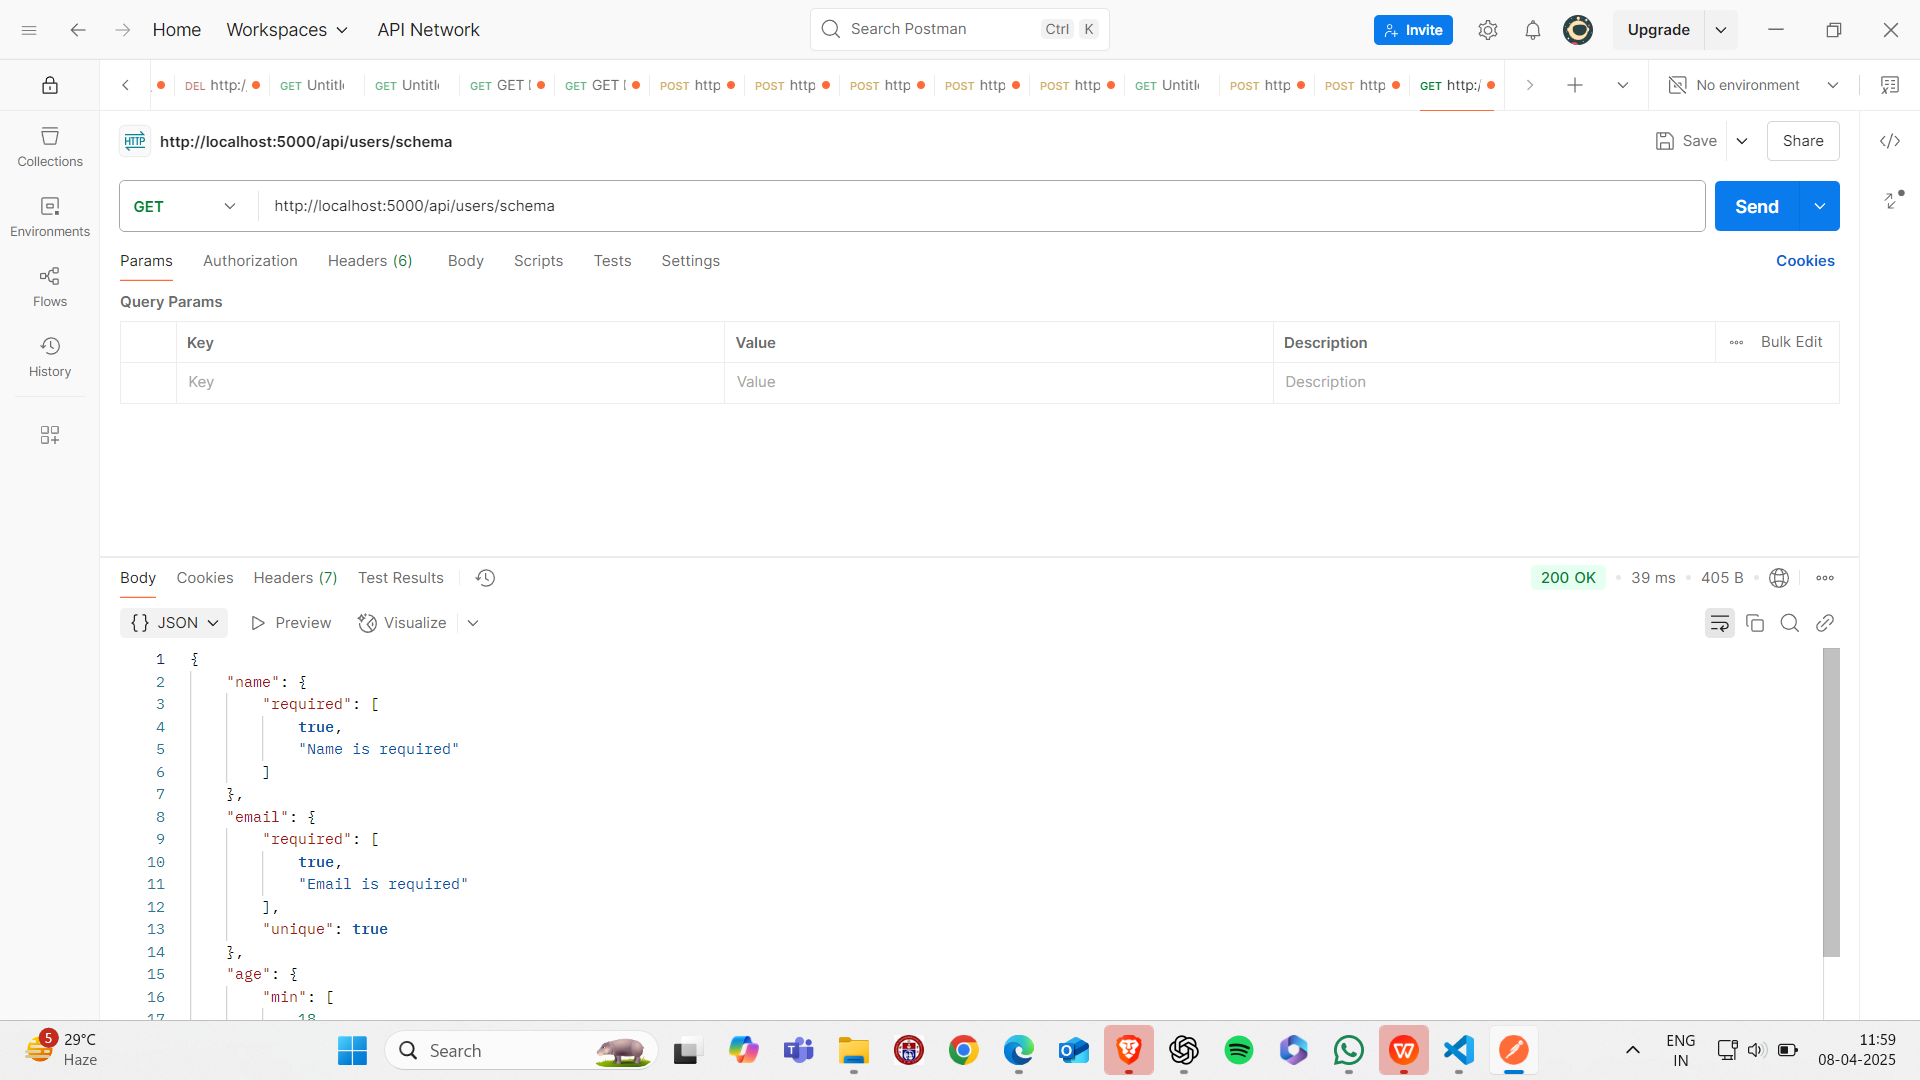 Home Workspaces API Network Search Postman Ctrl K Invite Upgrade
DEL http:/ GET Untitl GET Untitl GET GET GET GET POST http POST http POST http POST http POST http GET Untitl POST http POST http GET http:/ No environment
HTTP http://localhost:5000/api/users/schema Save Share
GET http://localhost:5000/api/users/schema Send
Params Authorization Headers (6) Body Scripts Tests Settings Cookies
Query Params
Key Value Description Bulk Edit
Key Value Description
Collections
Environments
Flows
History
Body Cookies Headers (7) Test Results 200 OK 39 ms 405 B
{} JSON Preview Visualize
1 {
2 "name": {
3 "required": [
4 true,
5 "Name is required"
6 ]
7 },
8 "email": {
9 "required": [
10 true,
11 "Email is required"
12 ],
13 "unique": true
14 },
15 "age": {
16 "min": [
17 18
5 29°C
Haze
Search
ENG
IN
11:59
08-04-2025